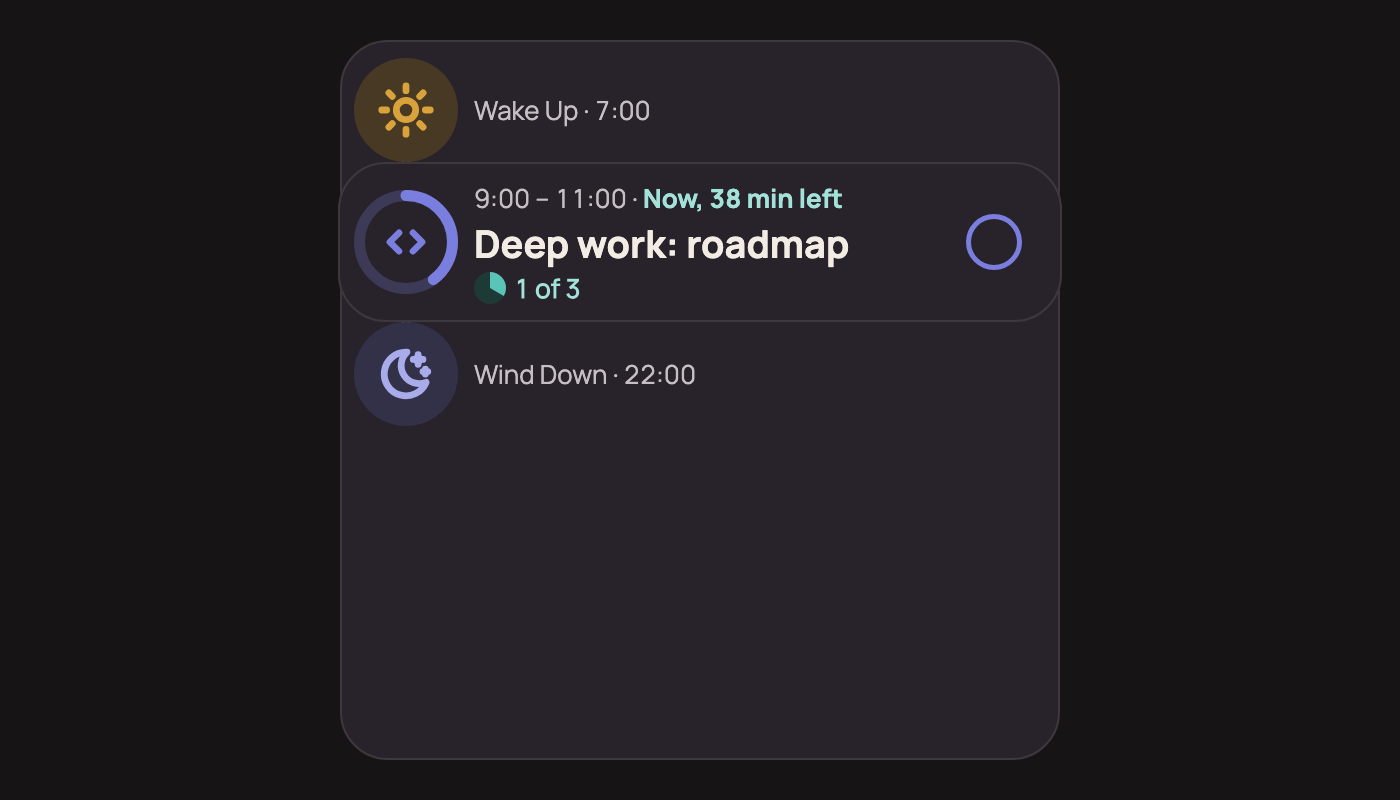 Wake Up · 7:00
9:00 – 11:00 · Now, 38 min left
Deep work: roadmap
1 of 3
Wind Down · 22:00